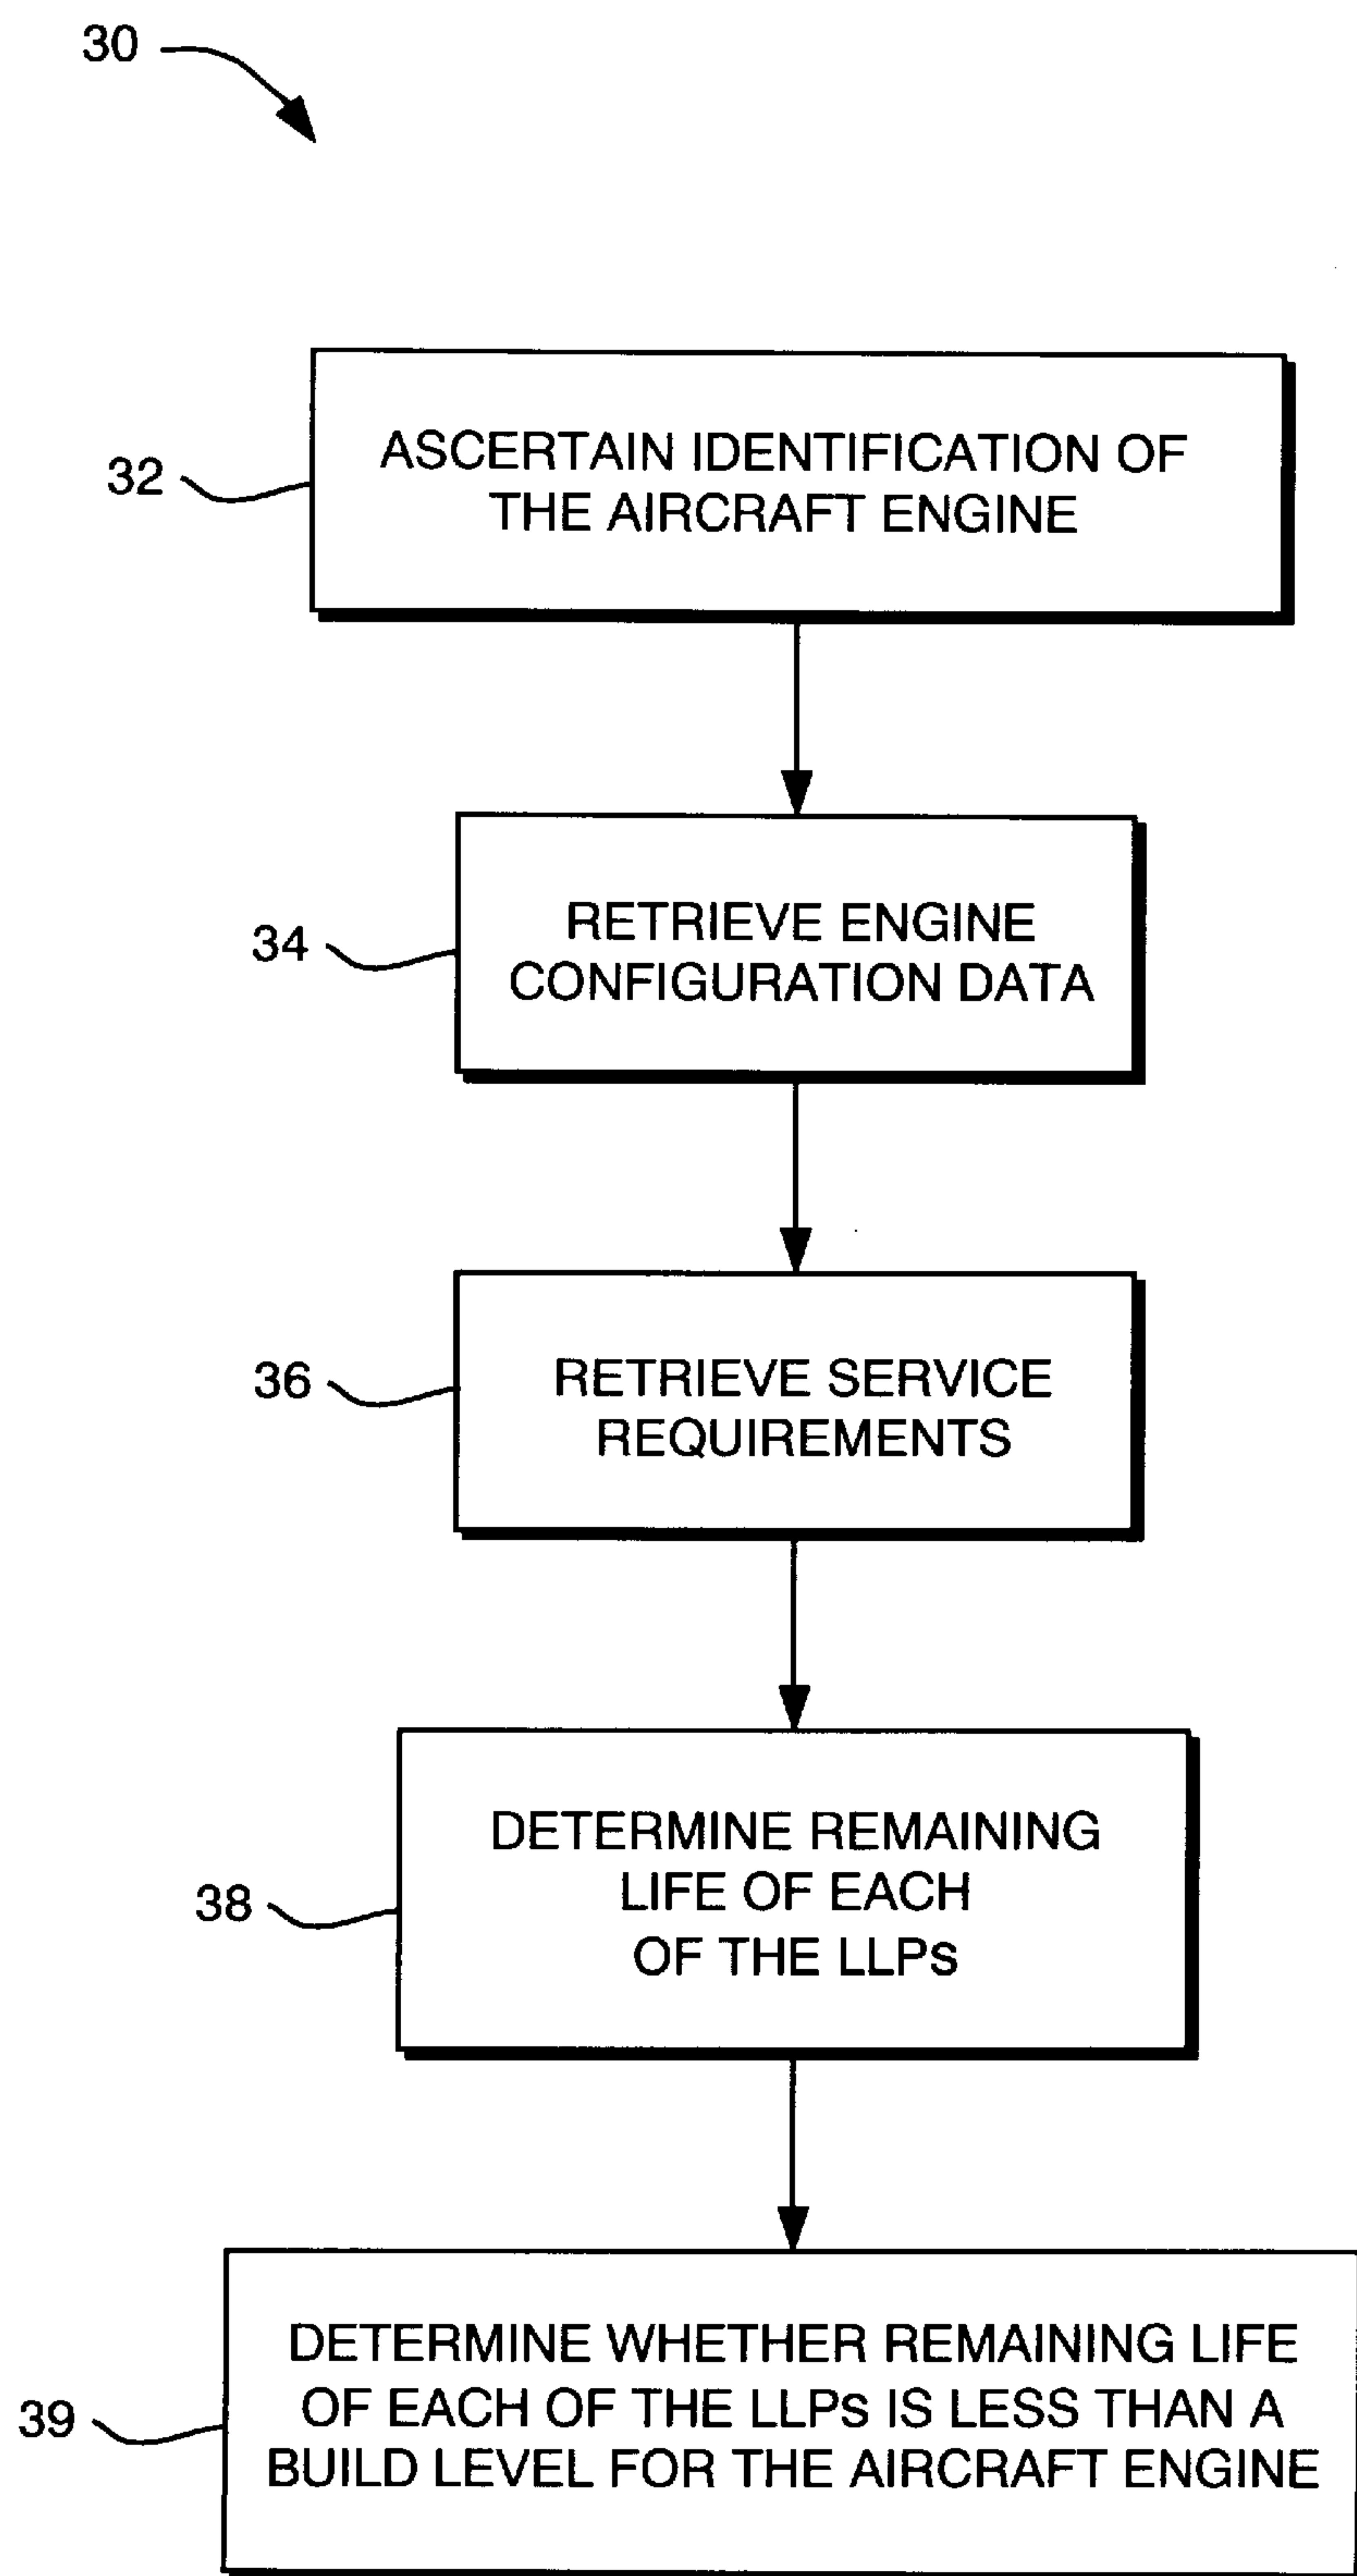 30
32
ASCERTAIN IDENTIFICATION OF
THE AIRCRAFT ENGINE
34
RETRIEVE ENGINE
CONFIGURATION DATA
36
RETRIEVE SERVICE
REQUIREMENTS
38
DETERMINE REMAINING
LIFE OF EACH
OF THE LLPs
39
DETERMINE WHETHER REMAINING LIFE
OF EACH OF THE LLPs IS LESS THAN A
BUILD LEVEL FOR THE AIRCRAFT ENGINE